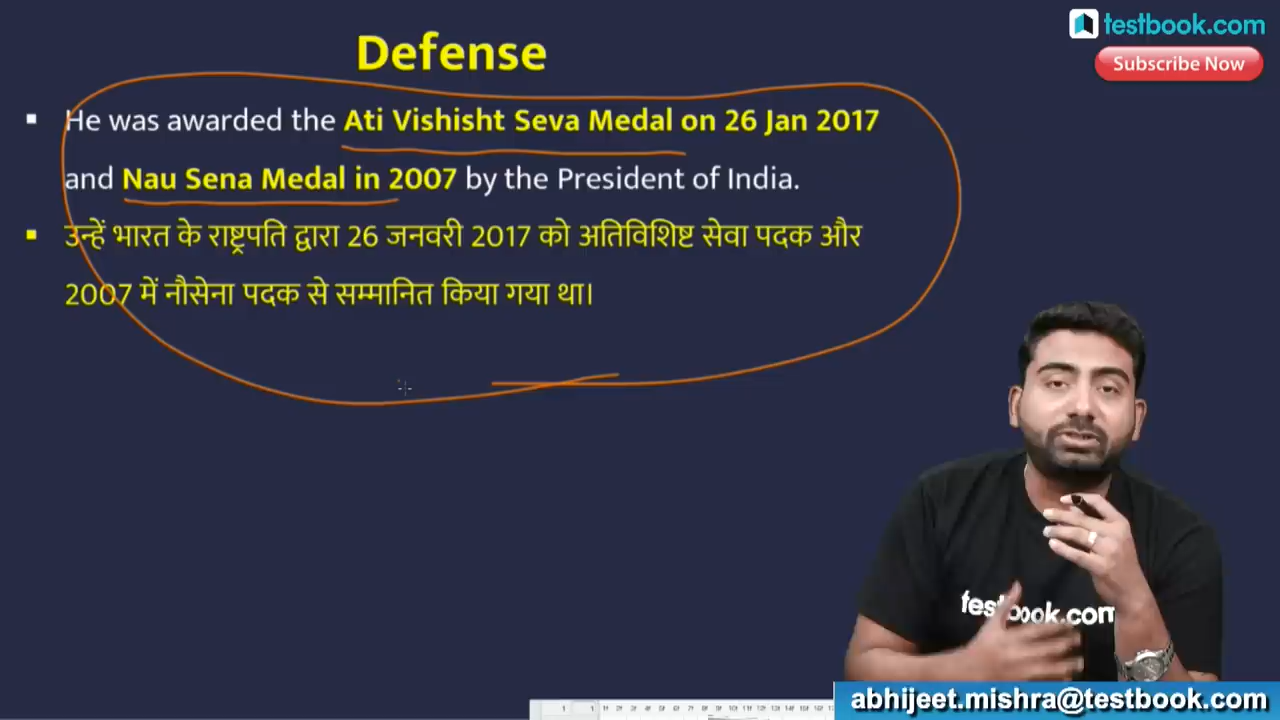 testbook.com
Subscribe Now
Defense
▪ He was awarded the Ati Vishisht Seva Medal on 26 Jan 2017
and Nau Sena Medal in 2007 by the President of India.
▪ उन्हें भारत के राष्ट्रपति द्वारा 26 जनवरी 2017 को अतिविशिष्ट सेवा पदक और
2007 में नौसेना पदक से सम्मानित किया गया था।
testbook.com
abhijeet.mishra@testbook.com